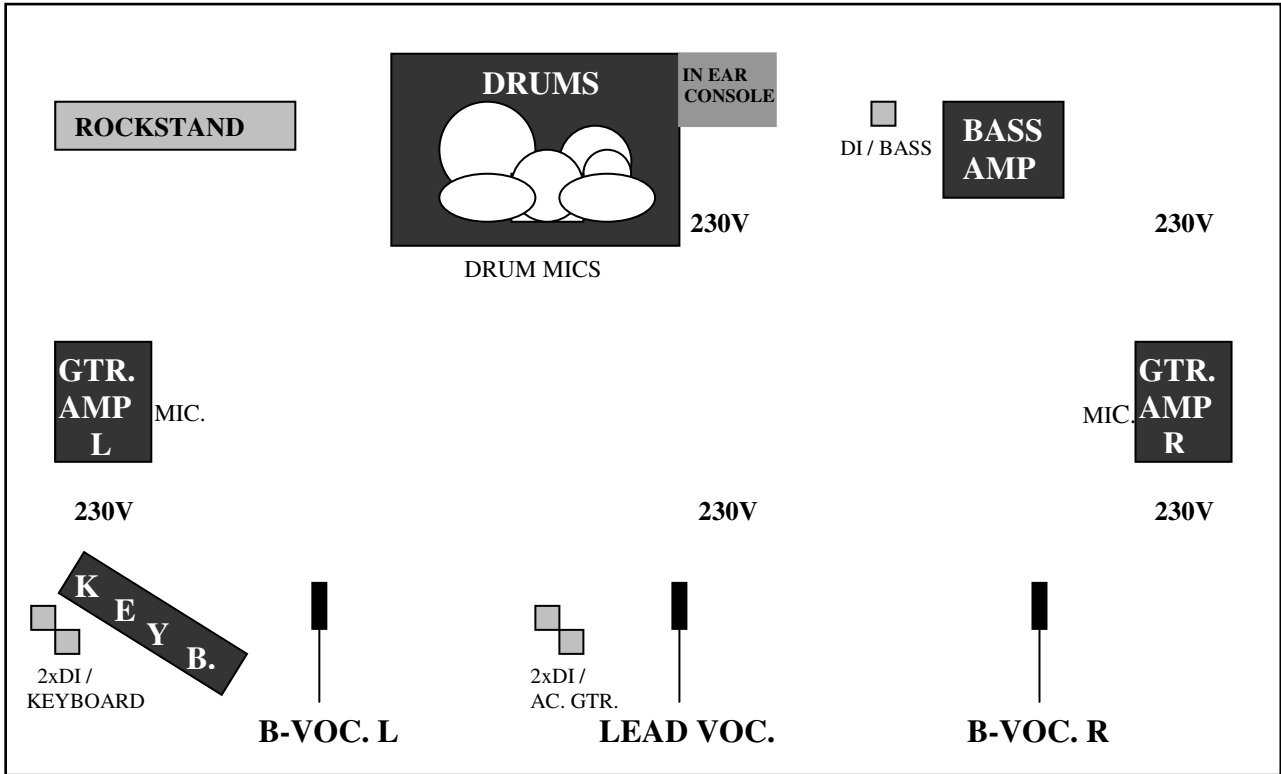 DRUMS
IN EAR
CONSOLE
ROCKSTAND
DI / BASS
BASS
AMP
230V
230V
DRUM MICS
GTR.
AMP
L
MIC.
MIC.
GTR.
AMP
R
230V
230V
230V
K
E
Y
B.
2xDI /
KEYBOARD
2xDI /
AC. GTR.
B-VOC. L
LEAD VOC.
B-VOC. R